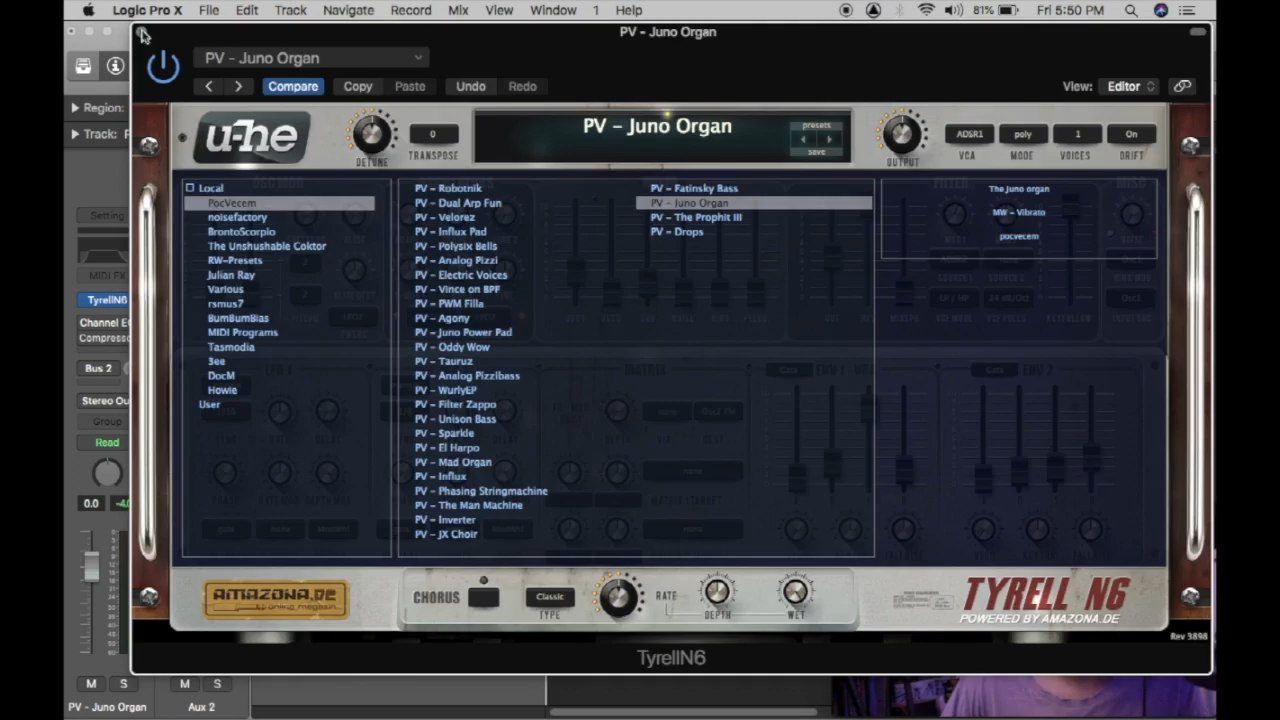 Logic Pro X File Edit Track Navigate Record Mix View Window 1 Help 81% Fri 5:50 PM
PV - Juno Organ
PV - Juno Organ
Compare Copy Paste Undo Redo View: Editor
Region:
Track:
u-he
DETUNE
0
TRANSPOSE
PV - Juno Organ
presets
save
OUTPUT
ADSR1 poly 1 On
VCA MODE VOICES DRIFT
Local
PocVecem
noisefactory
BrontoScorpio
The Unshushable Coktor
RW-Presets
Julian Ray
Various
rsmus7
BumBumBias
MIDI Programs
Tasmodia
3ee
DocM
Howie
User
PV - Robotnik
PV - Dual Arp Fun
PV - Velorez
PV - Influx Pad
PV - Polysix Bells
PV - Analog Pizzi
PV - Electric Voices
PV - Vince on BPF
PV - PWM Filla
PV - Agony
PV - Juno Power Pad
PV - Oddy Wow
PV - Tauruz
PV - Analog Pizzibass
PV - WurlyEP
PV - Filter Zappo
PV - Unison Bass
PV - Sparkle
PV - El Harpo
PV - Mad Organ
PV - Influx
PV - Phasing Stringmachine
PV - The Man Machine
PV - Inverter
PV - JX Choir
PV - Fatinsky Bass
PV - Juno Organ
PV - The Prophit III
PV - Drops
The Juno organ
MW - Vibrato
pocvecem
Setting
MIDI FX
TyrellN6
Channel E
Compress
Bus 2
Stereo Ou
Group
Read
0.0
AMAZONA.DE
CHORUS
Classic
TYPE
RATE
DEPTH
WET
TYRELL N6
POWERED BY AMAZONA.DE
Rev 3898
TyrellN6
M S M S
PV - Juno Organ Aux 2